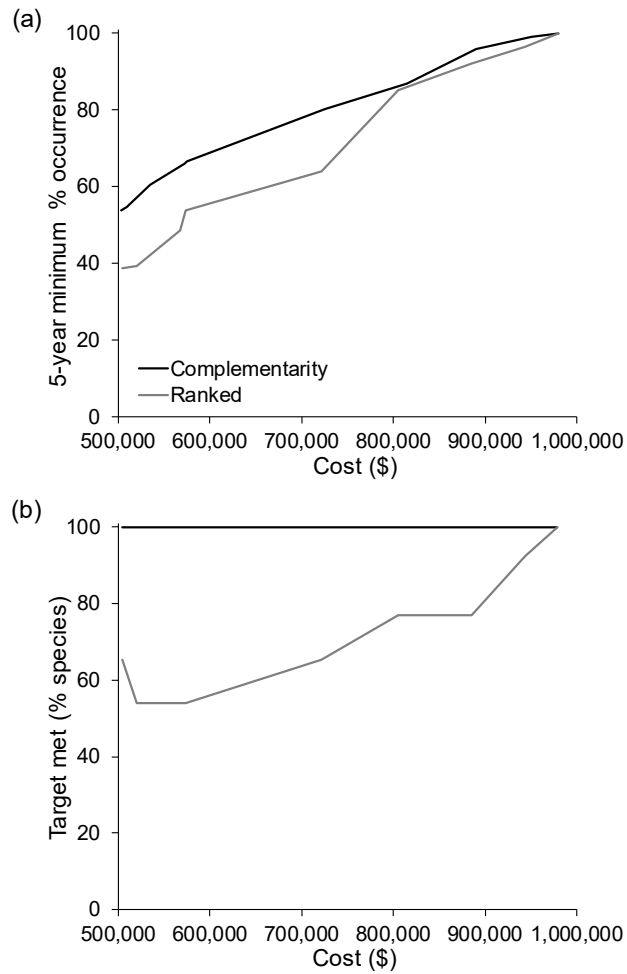 (a)
5-year minimum % occurrence
100
80
60
40
20
0
Complementarity
Ranked
500,000 600,000 700,000 800,000 900,000 1,000,000
Cost ($)
(b)
Target met (% species)
100
80
60
40
20
0
500,000 600,000 700,000 800,000 900,000 1,000,000
Cost ($)